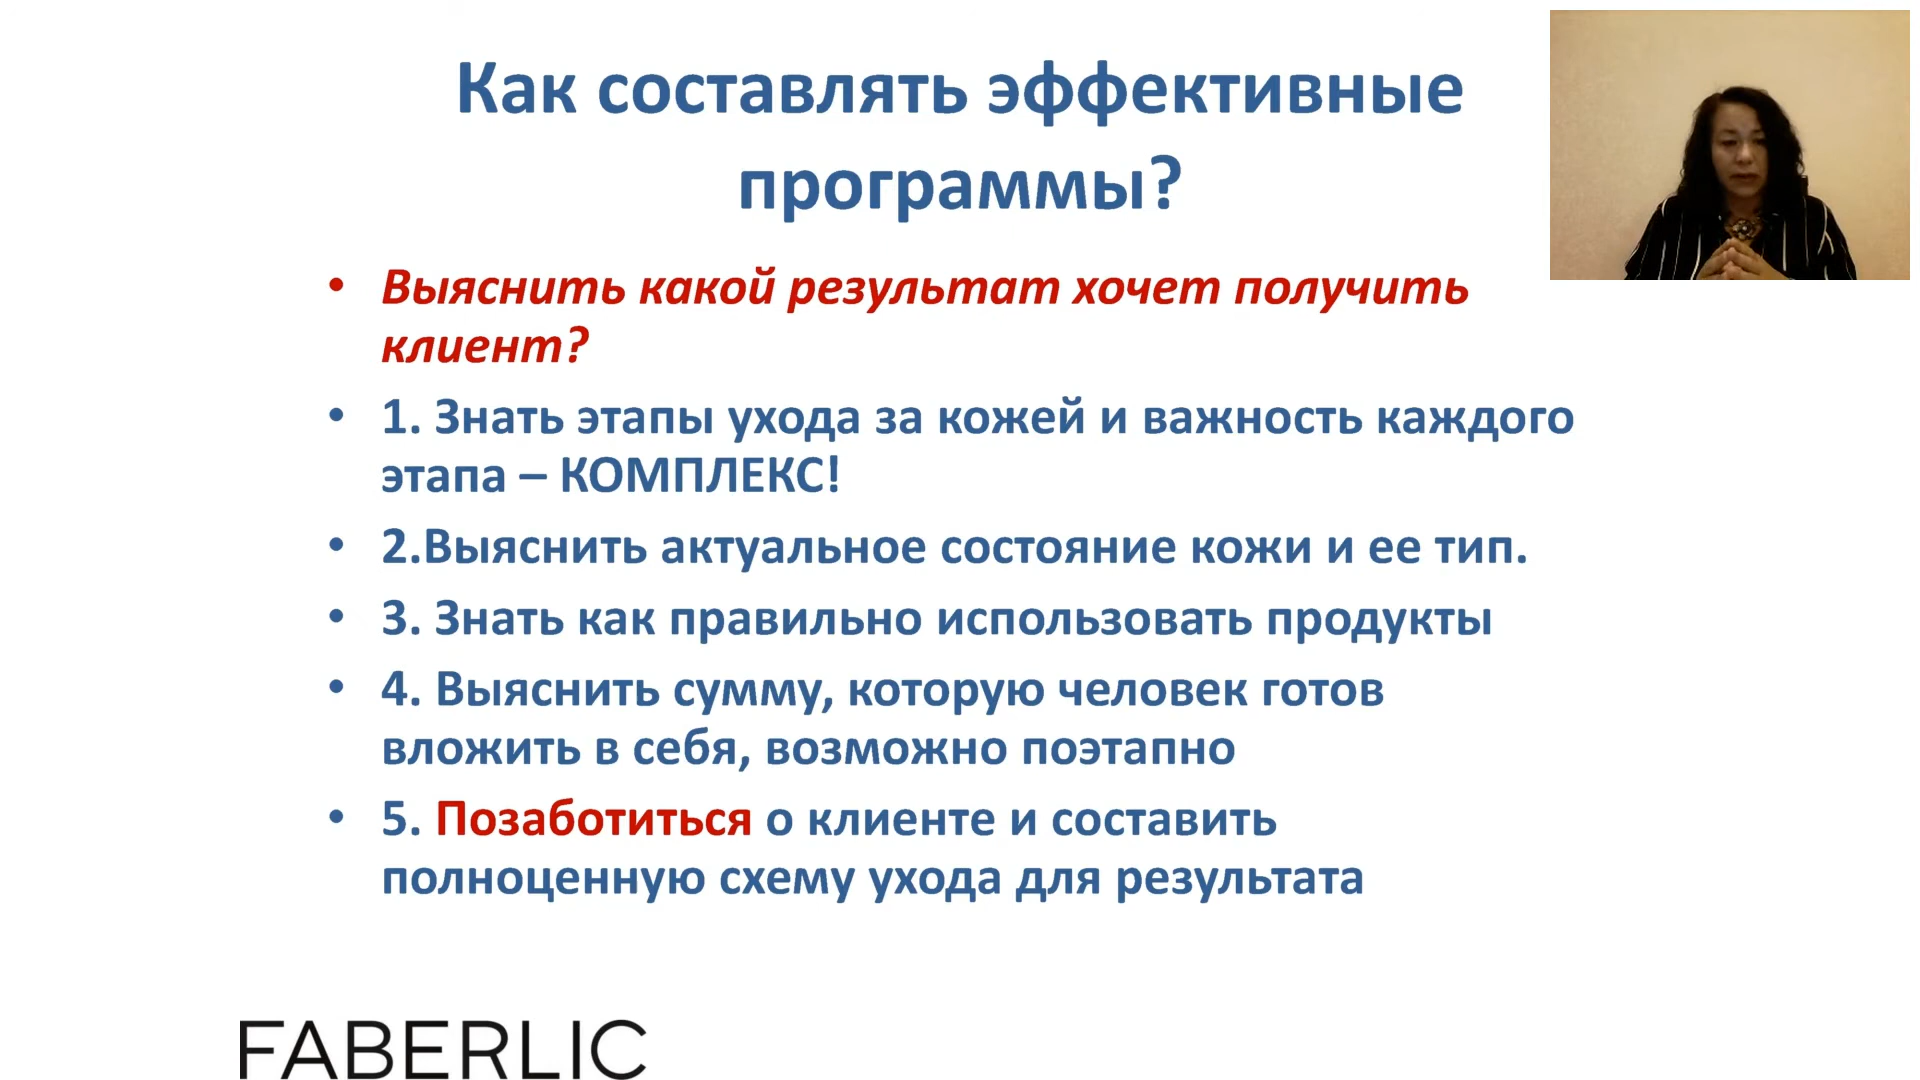 Как составлять эффективные
программы?
• Выяснить какой результат хочет получить
клиент?
• 1. Знать этапы ухода за кожей и важность каждого
этапа – КОМПЛЕКС!
• 2.Выяснить актуальное состояние кожи и ее тип.
• 3. Знать как правильно использовать продукты
• 4. Выяснить сумму, которую человек готов
вложить в себя, возможно поэтапно
• 5. Позаботиться о клиенте и составить
полноценную схему ухода для результата
FABERLIC